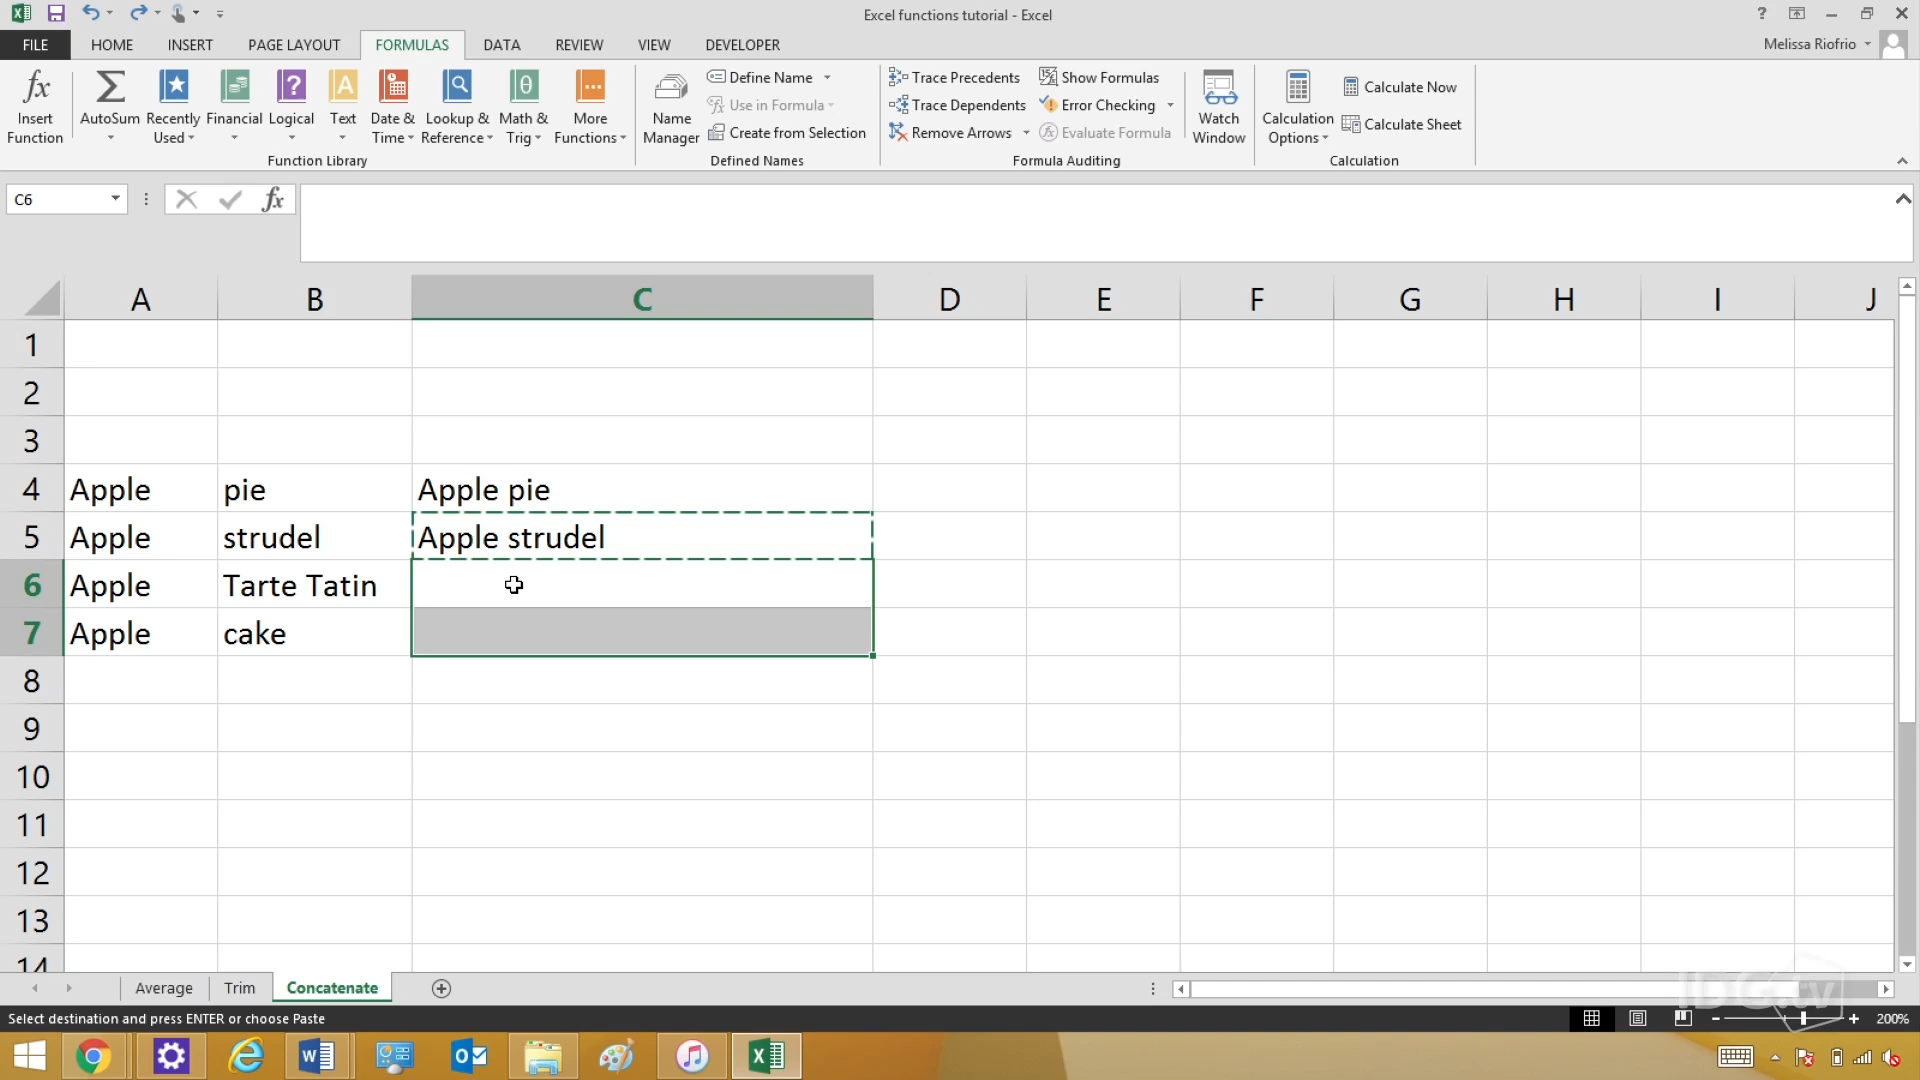 Excel functions tutorial - Excel
?
FILE HOME INSERT PAGE LAYOUT FORMULAS DATA REVIEW VIEW DEVELOPER Melissa Riofrio
Insert Function
AutoSum
Recently Used
Financial
Logical
Text
Date & Time
Lookup & Reference
Math & Trig
More Functions
Function Library
Name Manager
Define Name
Use in Formula
Create from Selection
Defined Names
Trace Precedents
Trace Dependents
Remove Arrows
Show Formulas
Error Checking
Evaluate Formula
Formula Auditing
Watch Window
Calculation Options
Calculate Now
Calculate Sheet
Calculation
C6
fx
A B C D E F G H I J
1
2
3
4 Apple pie Apple pie
5 Apple strudel Apple strudel
6 Apple Tarte Tatin
7 Apple cake
8
9
10
11
12
13
14
Average Trim Concatenate
IDG.tv
Select destination and press ENTER or choose Paste
200%